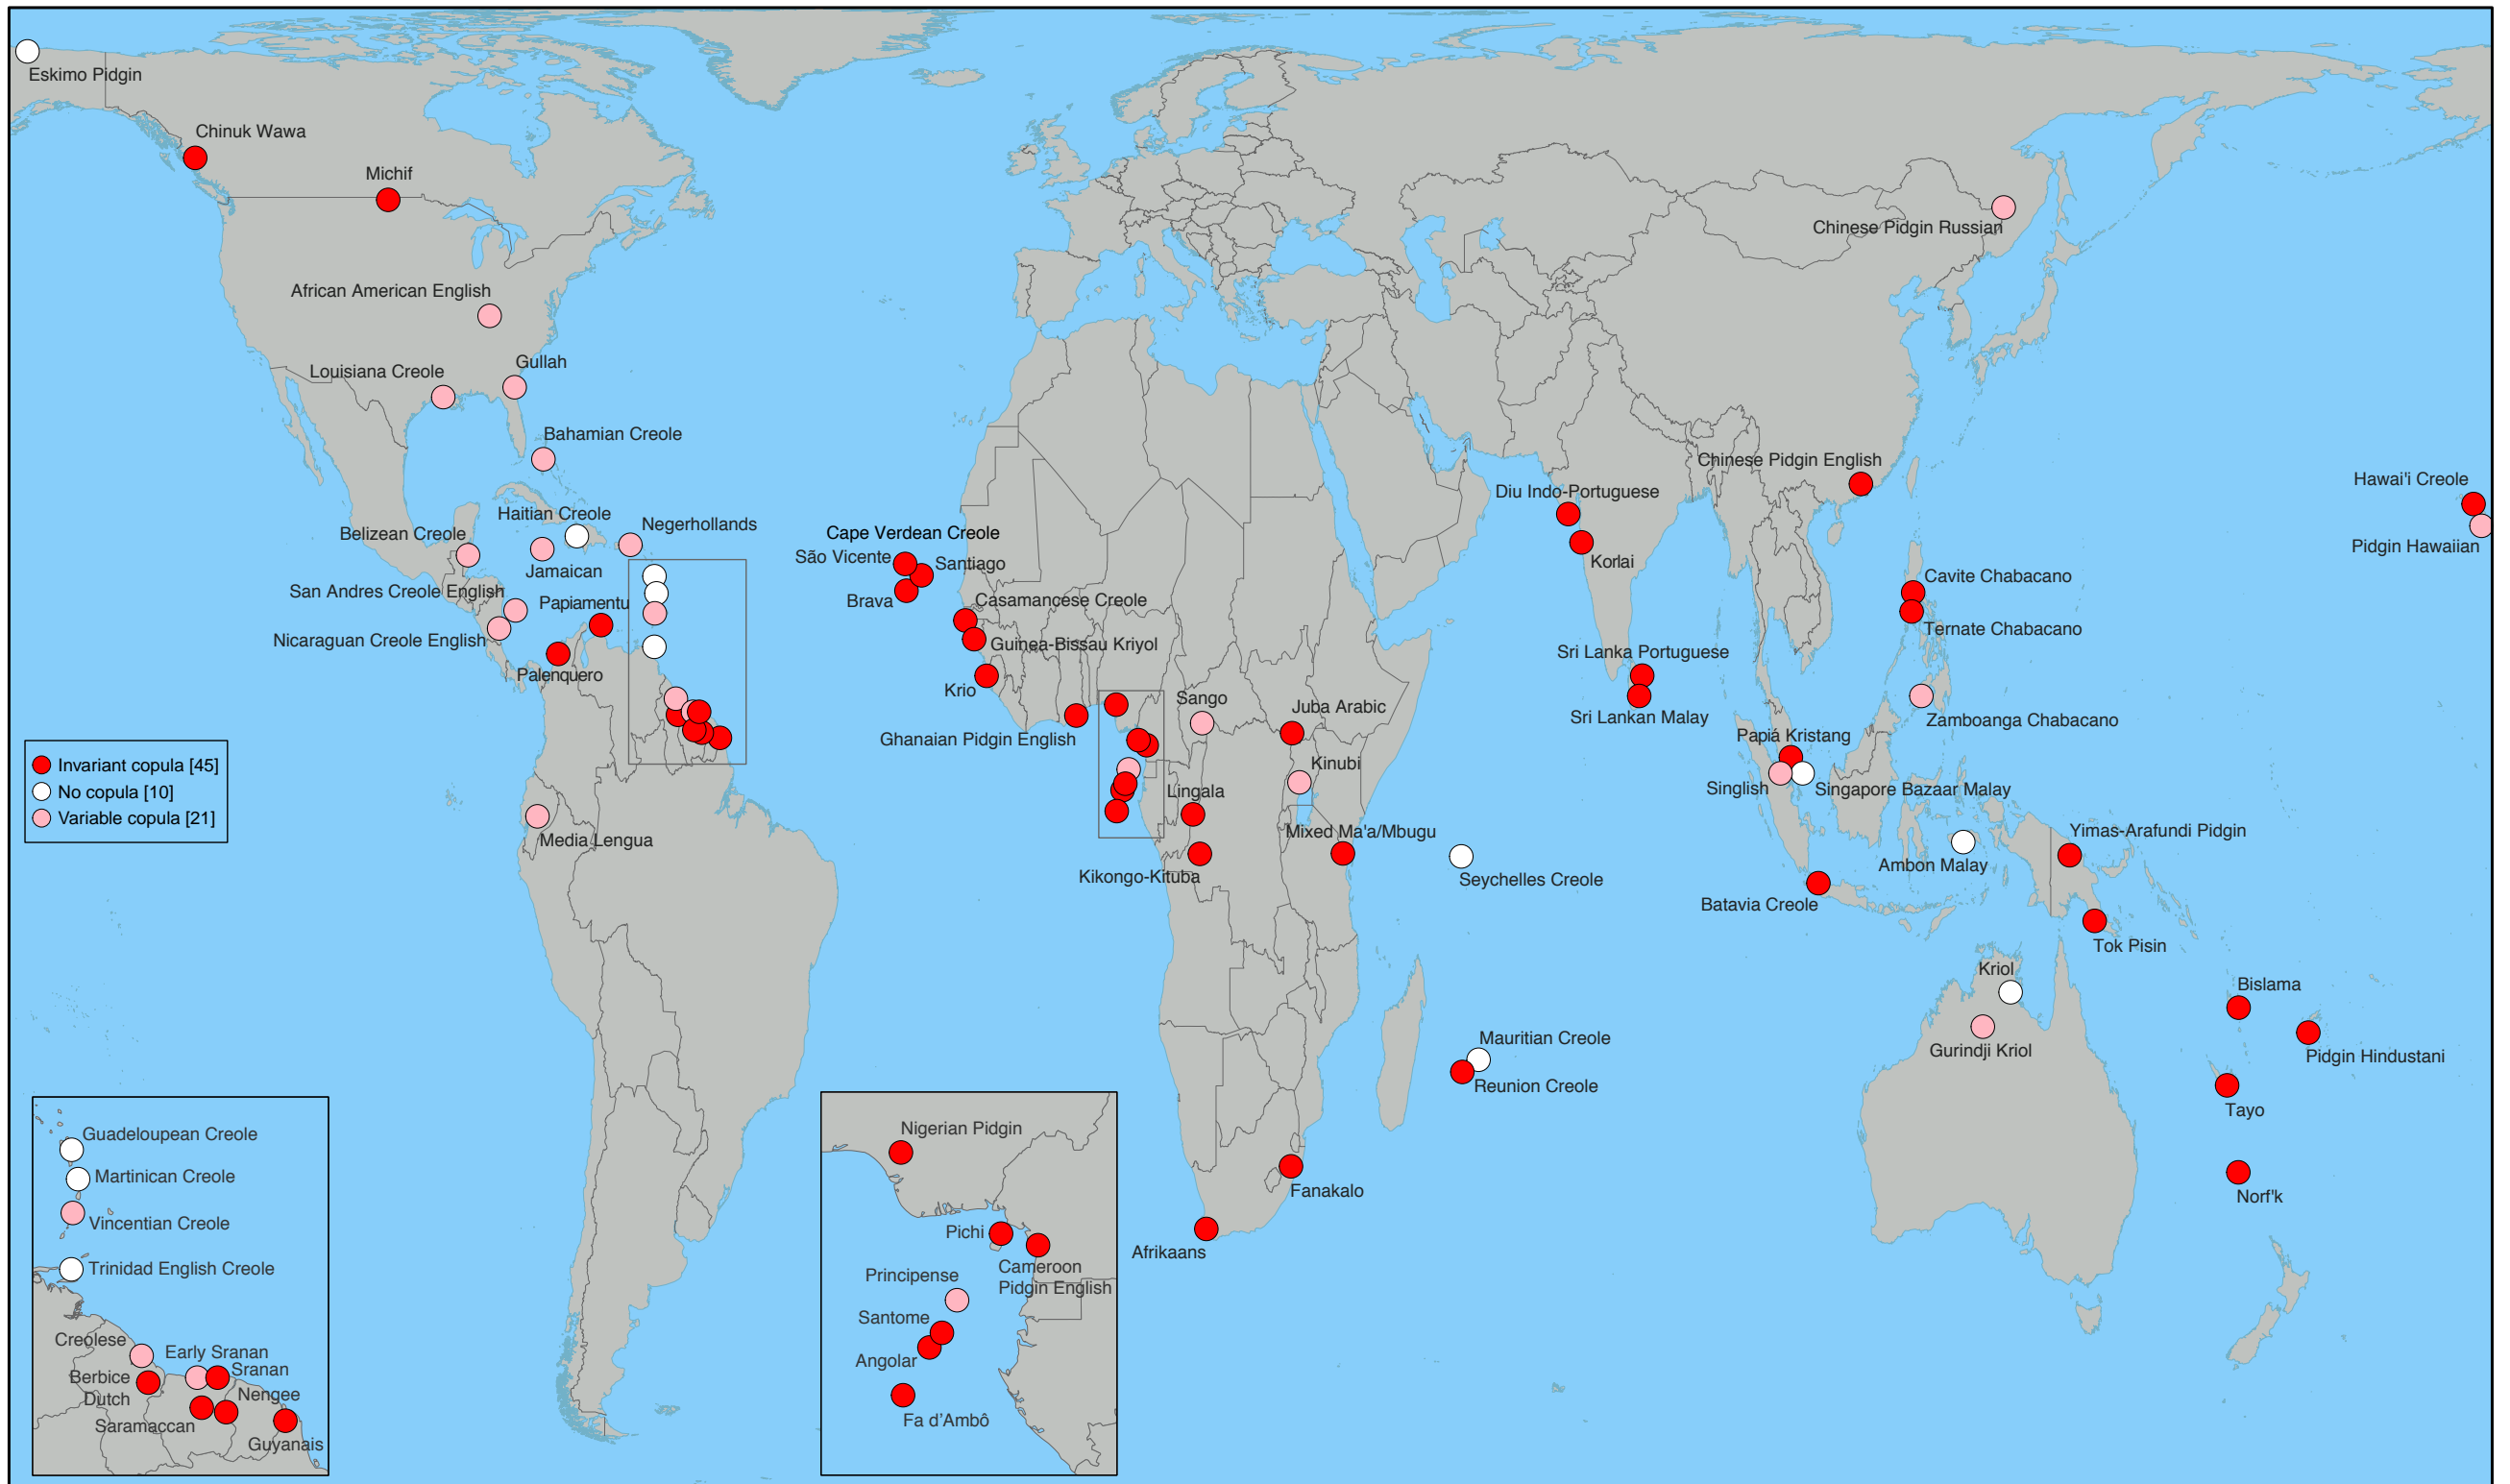 Eskimo Pidgin
Chinuk Wawa
Michif
African American English
Gullah
Louisiana Creole
Bahamian Creole
Haitian Creole
Negerhollands
Belizean Creole
Jamaican
San Andres Creole English
Papiamentu
Nicaraguan Creole English
Palenquero
Media Lengua
Cape Verdean Creole
São Vicente
Santiago
Brava
Casamancese Creole
Guinea-Bissau Kriyol
Krio
Ghanaian Pidgin English
Sango
Juba Arabic
Kinubi
Lingala
Mixed Ma'a/Mbugu
Kikongo-Kituba
Seychelles Creole
Mauritian Creole
Reunion Creole
Fanakalo
Afrikaans
Chinese Pidgin Russian
Chinese Pidgin English
Diu Indo-Portuguese
Korlai
Sri Lanka Portuguese
Sri Lankan Malay
Hawai'i Creole
Pidgin Hawaiian
Cavite Chabacano
Ternate Chabacano
Zamboanga Chabacano
Papiá Kristang
Singlish
Singapore Bazaar Malay
Ambon Malay
Yimas-Arafundi Pidgin
Batavia Creole
Tok Pisin
Kriol
Gurindji Kriol
Bislama
Pidgin Hindustani
Tayo
Norf'k
Invariant copula [45]
No copula [10]
Variable copula [21]
Guadeloupean Creole
Martinican Creole
Vincentian Creole
Trinidad English Creole
Creolese
Early Sranan
Sranan
Berbice
Dutch
Nengee
Saramaccan
Guyanais
Nigerian Pidgin
Pichi
Cameroon
Pidgin English
Principense
Santome
Angolar
Fa d'Ambô